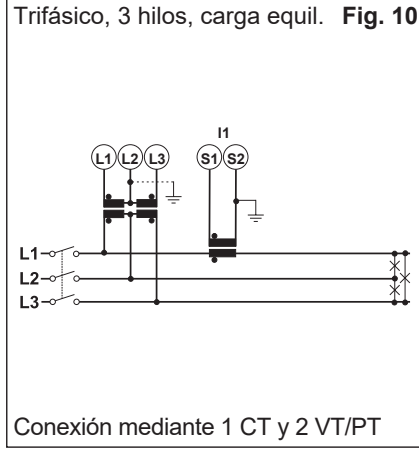 Trifásico, 3 hilos, carga equil. Fig. 10
I1
L1 L2 L3 S1 S2
L1
L2
L3
Conexión mediante 1 CT y 2 VT/PT